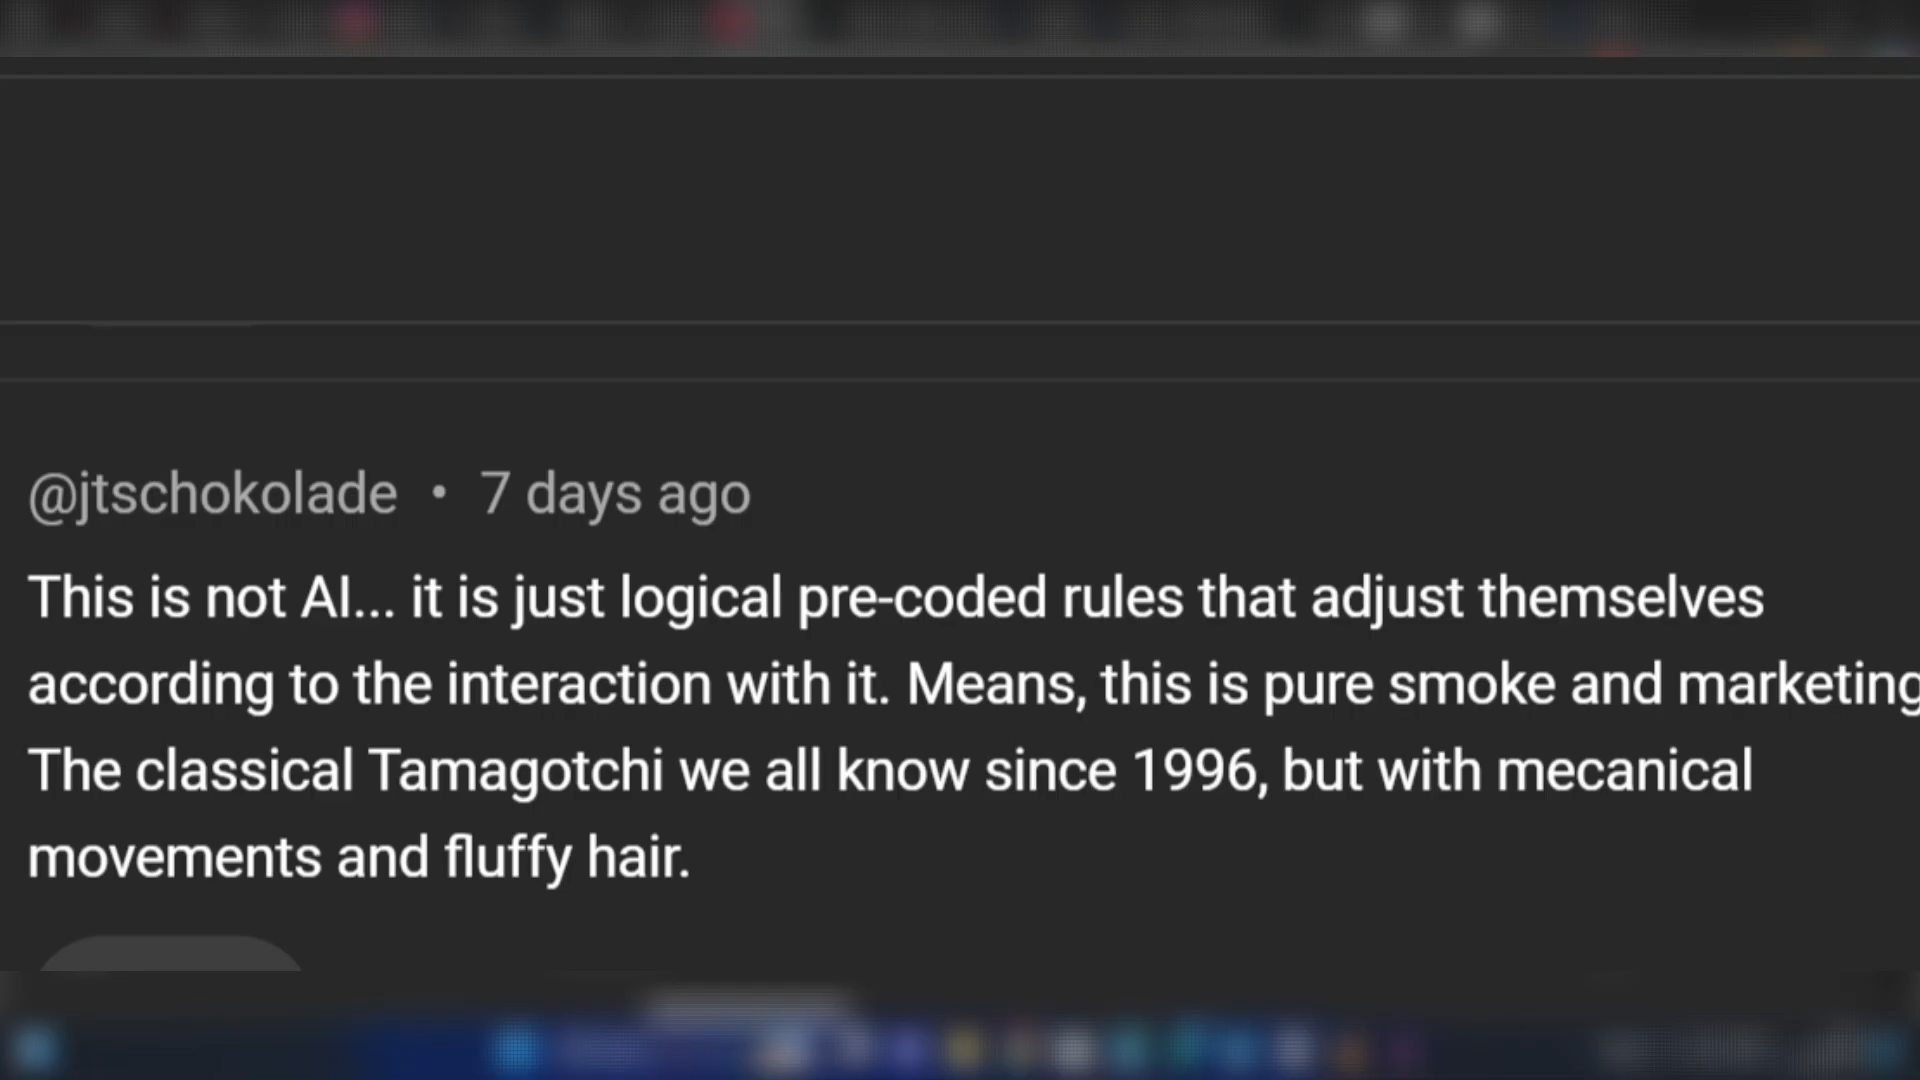 @jtschokolade • 7 days ago
This is not AI... it is just logical pre-coded rules that adjust themselves
according to the interaction with it. Means, this is pure smoke and marketing
The classical Tamagotchi we all know since 1996, but with mecanical
movements and fluffy hair.